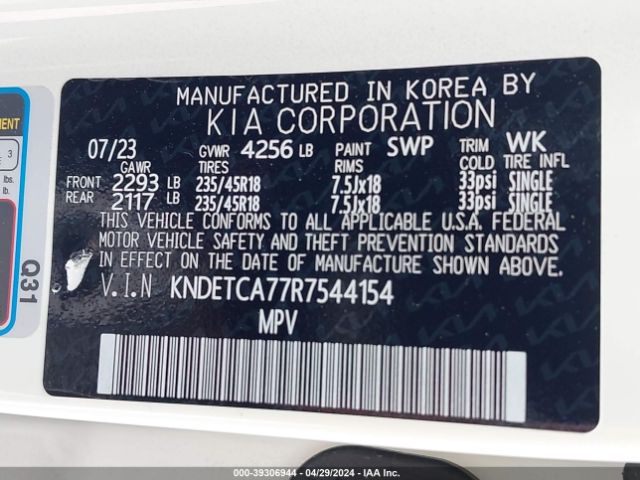 MANUFACTURED IN KOREA BY
KIA CORPORATION
07/23 GVWR 4256 LB PAINT SWP TRIM WK
GAWR TIRES RIMS COLD TIRE INFL
FRONT 2293 LB 235/45R18 7.5Jx18 33psi SINGLE
REAR 2117 LB 235/45R18 7.5Jx18 33psi SINGLE
THIS VEHICLE CONFORMS TO ALL APPLICABLE U.S.A. FEDERAL
MOTOR VEHICLE SAFETY AND THEFT PREVENTION STANDARDS
IN EFFECT ON THE DATE OF MANUFACTURE SHOWN ABOVE.
V.I.N KNDETCA77R7544154
MPV
3
lbs.
lb.
Q31
000-39306944 - 04/29/2024 - IAA Inc.